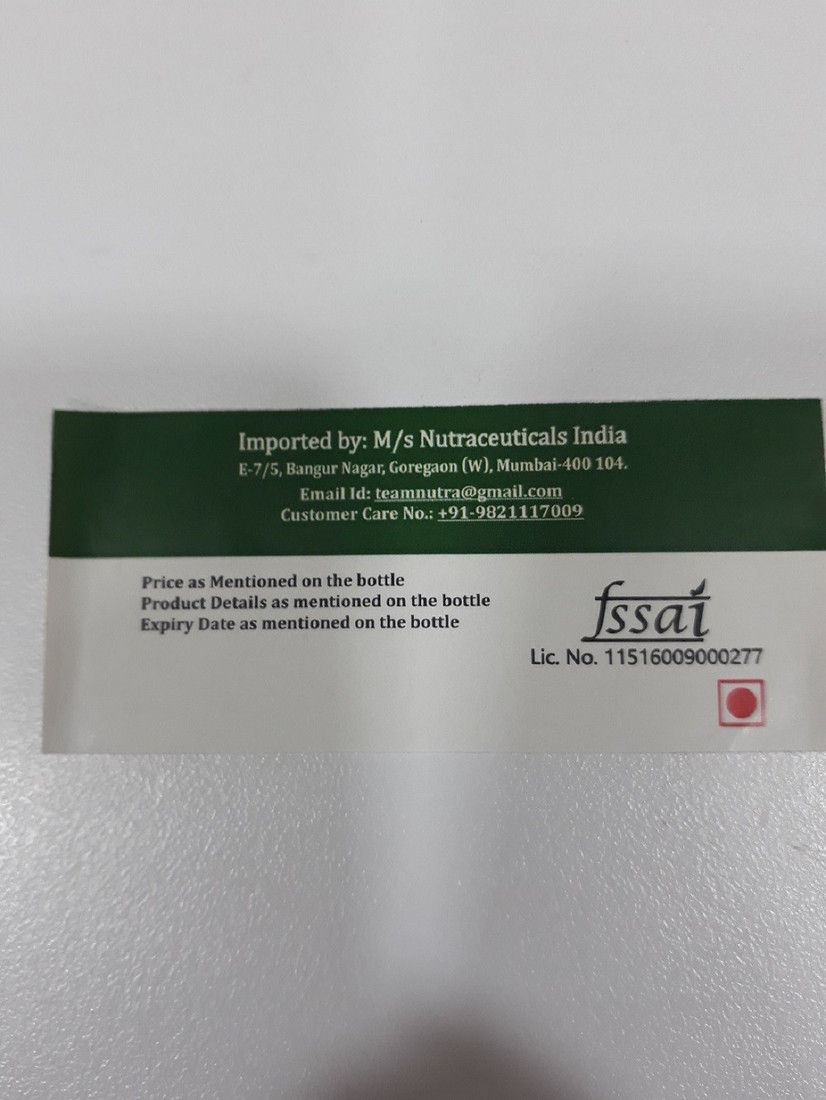 Imported by: M/s Nutraceuticals India
E-7/5, Bangur Nagar, Goregaon (W), Mumbai-400 104.
Email Id: teamnutra@gmail.com
Customer Care No.: +91-9821117009
Price as Mentioned on the bottle
Product Details as mentioned on the bottle
Expiry Date as mentioned on the bottle
fssai
Lic. No. 11516009000277